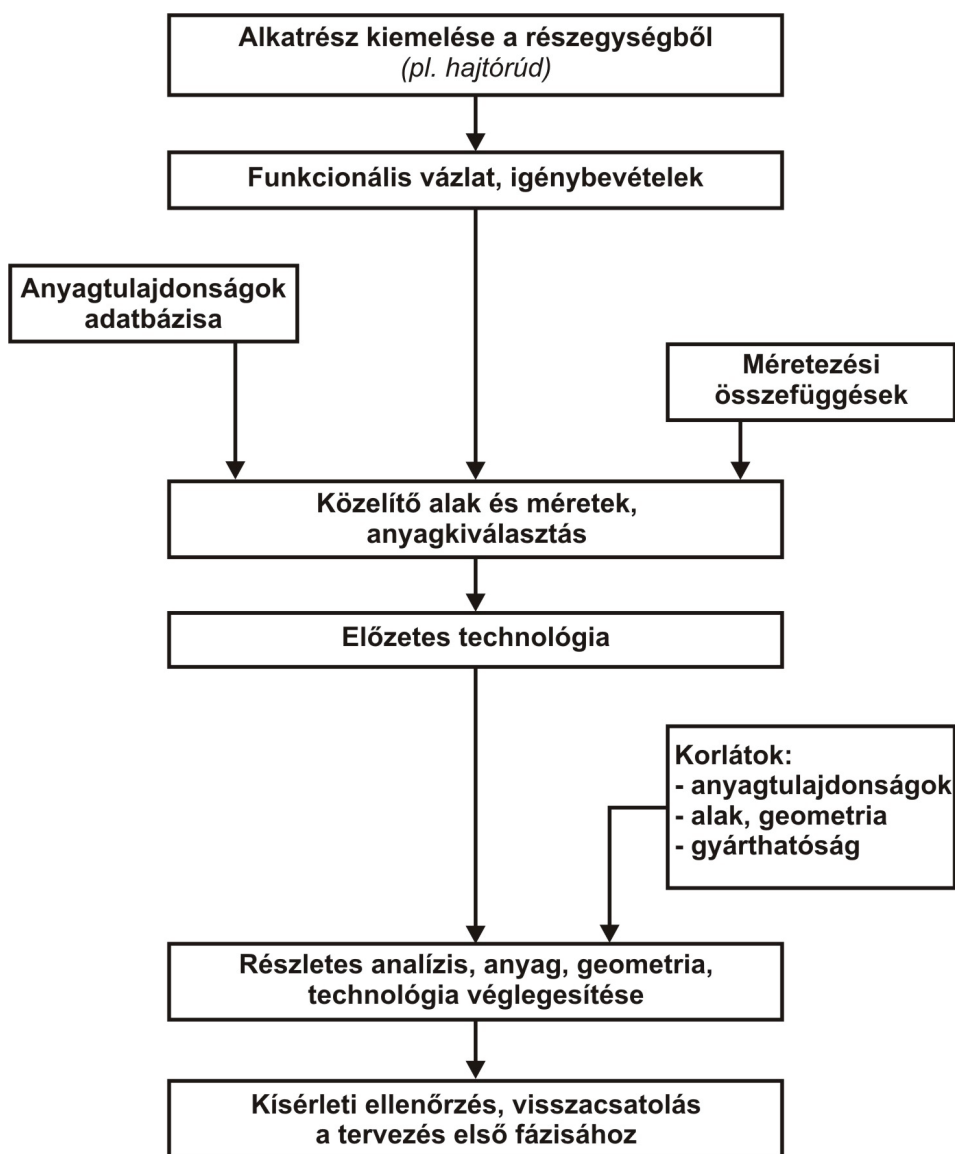 Alkatrész kiemelése a részegységből
(pl. hajtórúd)
Funkcionális vázlat, igénybevételek
Anyagtulajdonságok
adatbázisa
Méretezési
összefüggések
Közelítő alak és méretek,
anyagkiválasztás
Előzetes technológia
Korlátok:
- anyagtulajdonságok
- alak, geometria
- gyárthatóság
Részletes analízis, anyag, geometria,
technológia véglegesítése
Kísérleti ellenőrzés, visszacsatolás
a tervezés első fázisához